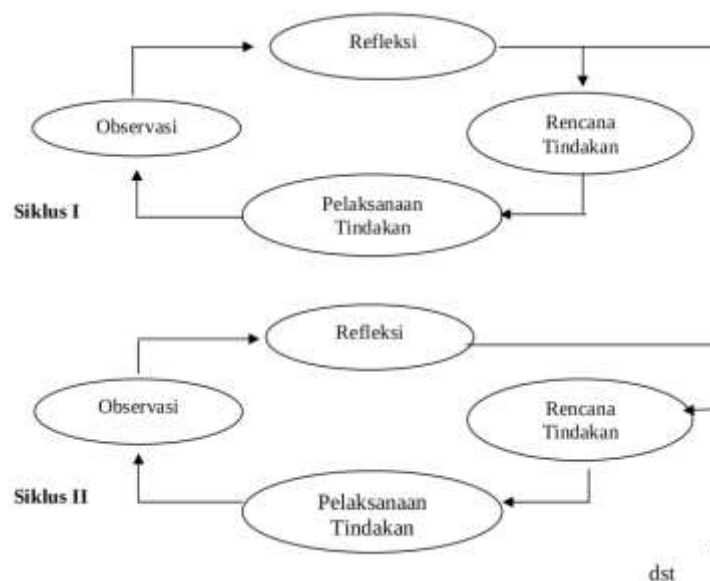 Refleksi
Observasi
Rencana
Tindakan
Siklus I
Pelaksanaan
Tindakan
Refleksi
Observasi
Rencana
Tindakan
Siklus II
Pelaksanaan
Tindakan
dst